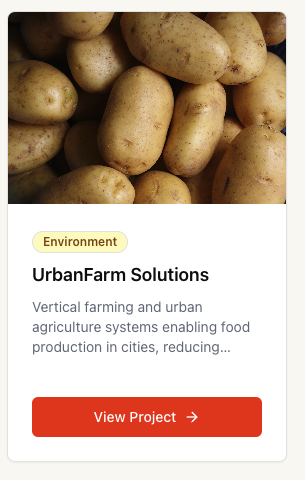 Environment
UrbanFarm Solutions
Vertical farming and urban
agriculture systems enabling food
production in cities, reducing...
View Project →